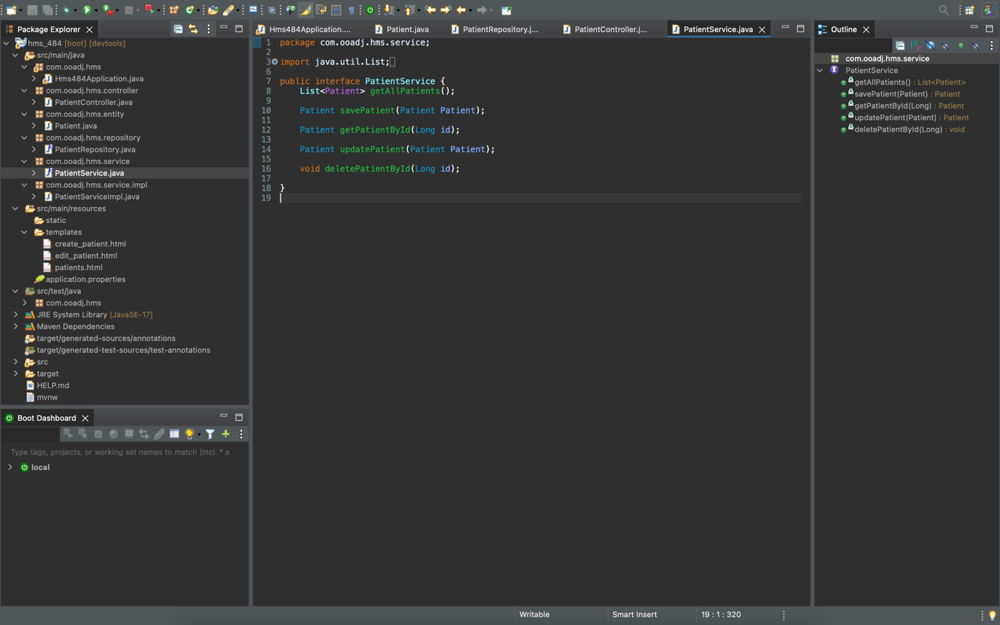 Package Explorer
hms_484 [boot] [devtools]
src/main/java
com.ooadj.hms
Hms484Application.java
com.ooadj.hms.controller
PatientController.java
com.ooadj.hms.entity
Patient.java
com.ooadj.hms.repository
PatientRepository.java
com.ooadj.hms.service
PatientService.java
com.ooadj.hms.service.impl
PatientServiceImpl.java
src/main/resources
static
templates
create_patient.html
edit_patient.html
patients.html
application.properties
src/test/java
com.ooadj.hms
JRE System Library [JavaSE-17]
Maven Dependencies
target/generated-sources/annotations
target/generated-test-sources/test-annotations
src
target
HELP.md
mvnw
Boot Dashboard
Type tags, projects, or working set names to match (incl. * a
local
Hms484Application.... Patient.java PatientRepository.j... PatientController.j... PatientService.java
1 package com.ooadj.hms.service;
2
3 import java.util.List;
6
7 public interface PatientService {
8 List<Patient> getAllPatients();
9
10 Patient savePatient(Patient Patient);
11
12 Patient getPatientById(Long id);
13
14 Patient updatePatient(Patient Patient);
15
16 void deletePatientById(Long id);
17
18 }
19
Outline
com.ooadj.hms.service
PatientService
getAllPatients() : List<Patient>
savePatient(Patient) : Patient
getPatientById(Long) : Patient
updatePatient(Patient) : Patient
deletePatientById(Long) : void
Writable Smart Insert 19 : 1 : 320